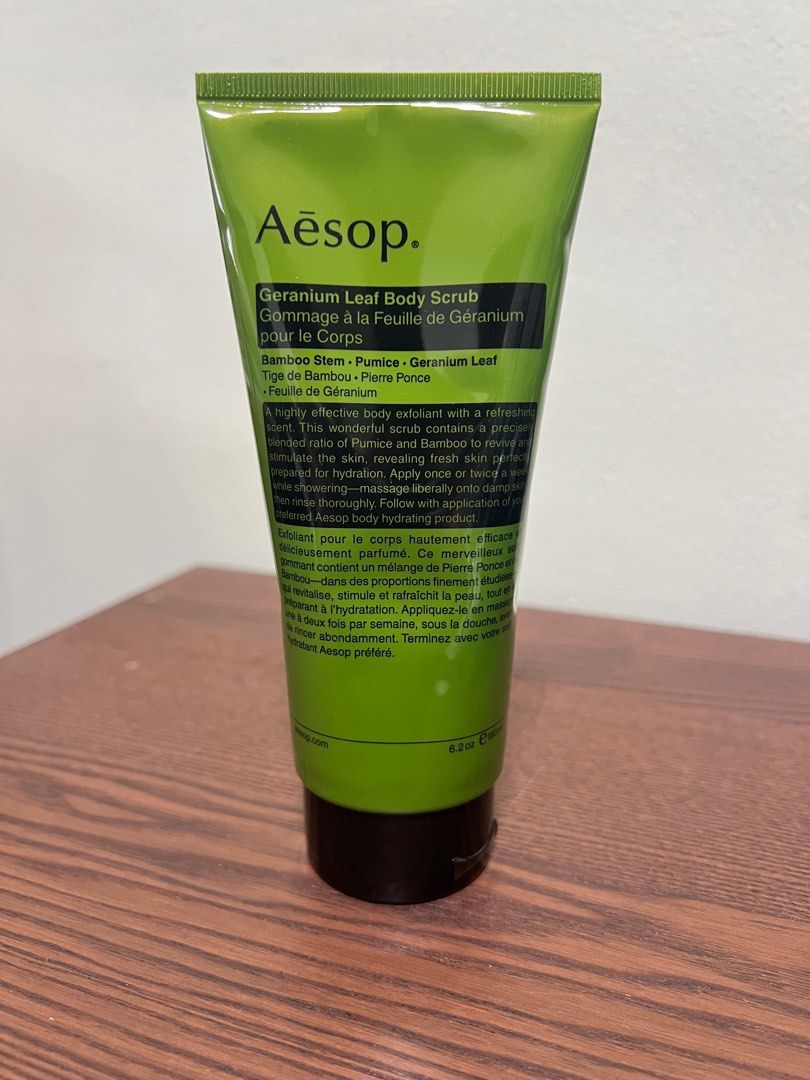 Aēsop®
Geranium Leaf Body Scrub
Gommage à la Feuille de Géranium
pour le Corps
Bamboo Stem • Pumice • Geranium Leaf
Tige de Bambou • Pierre Ponce
• Feuille de Géranium
A highly effective body exfoliant with a refreshing
scent. This wonderful scrub contains a precisely
blended ratio of Pumice and Bamboo to revive and
stimulate the skin, revealing fresh skin perfectly
prepared for hydration. Apply once or twice a week
while showering—massage liberally onto damp skin,
then rinse thoroughly. Follow with application of your
preferred Aesop body hydrating product.
Exfoliant pour le corps hautement efficace
délicieusement parfumé. Ce merveilleux
gommant contient un mélange de Pierre Ponce et
Bambou—dans des proportions finement étudiées—
qui revitalise, stimule et rafraîchit la peau, tout
préparant à l'hydratation. Appliquez-le en
une à deux fois par semaine, sous la douche,
de rincer abondamment. Terminez avec votre
hydratant Aesop préféré.
aesop.com
6.2 oz ℮